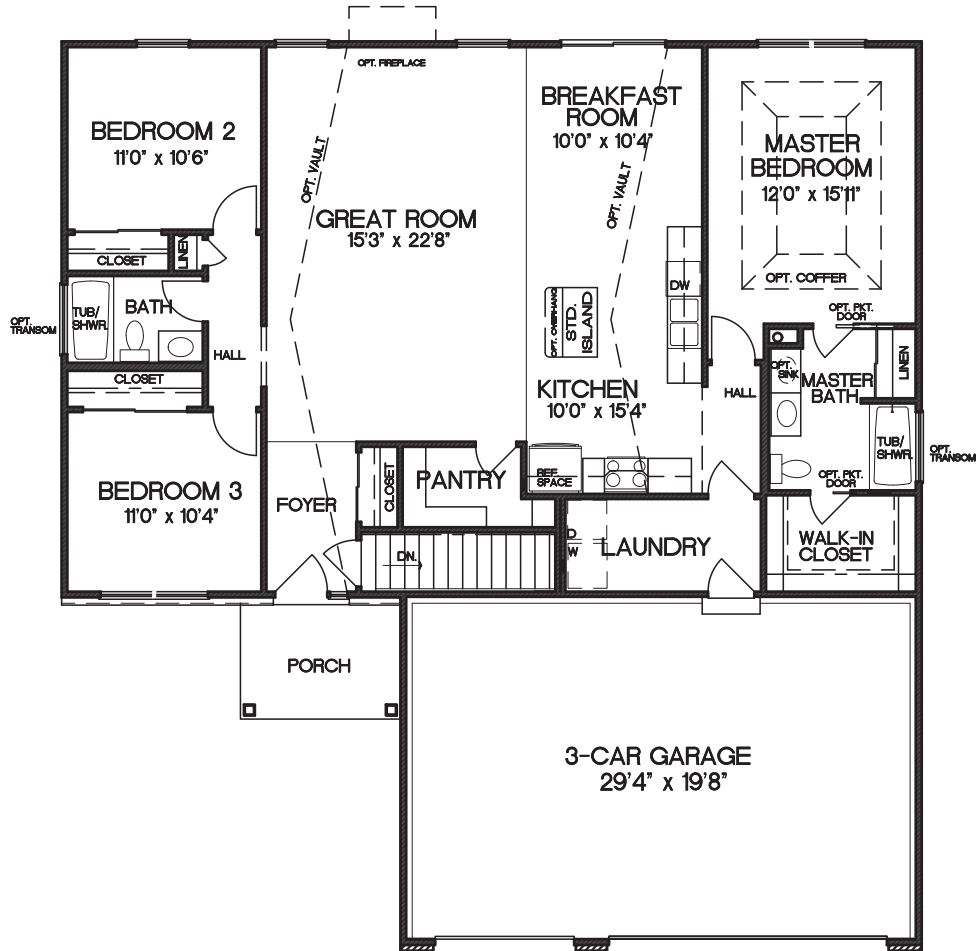 OPT. FIREPLACE
BEDROOM 2
11'0" x 10'6"
OPT. VAULT
GREAT ROOM
15'3" x 22'8"
BREAKFAST
ROOM
10'0" x 10'4"
OPT. VAULT
MASTER
BEDROOM
12'0" x 15'11"
OPT. COFFER
CLOSET
LINEN
OPT.
TRANSOM
TUB/
SHWR.
BATH
HALL
CLOSET
DW
OPT. OVERHANG
STD.
ISLAND
KITCHEN
10'0" x 15'4"
HALL
OPT. PKT.
DOOR
OPT.
SINK
MASTER
BATH
LINEN
TUB/
SHWR.
OPT.
TRANSOM
OPT. PKT.
DOOR
BEDROOM 3
11'0" x 10'4"
FOYER
CLOSET
PANTRY
REF.
SPACE
DN.
D
W
LAUNDRY
WALK-IN
CLOSET
PORCH
3-CAR GARAGE
29'4" x 19'8"